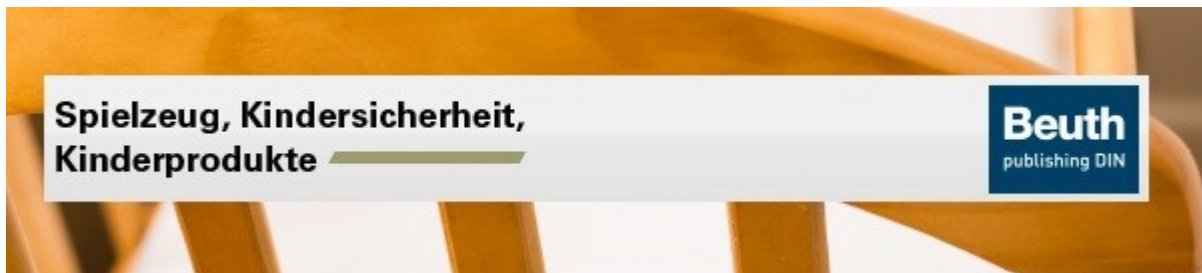 Spielzeug, Kindersicherheit,
Kinderprodukte
Beuth
publishing DIN